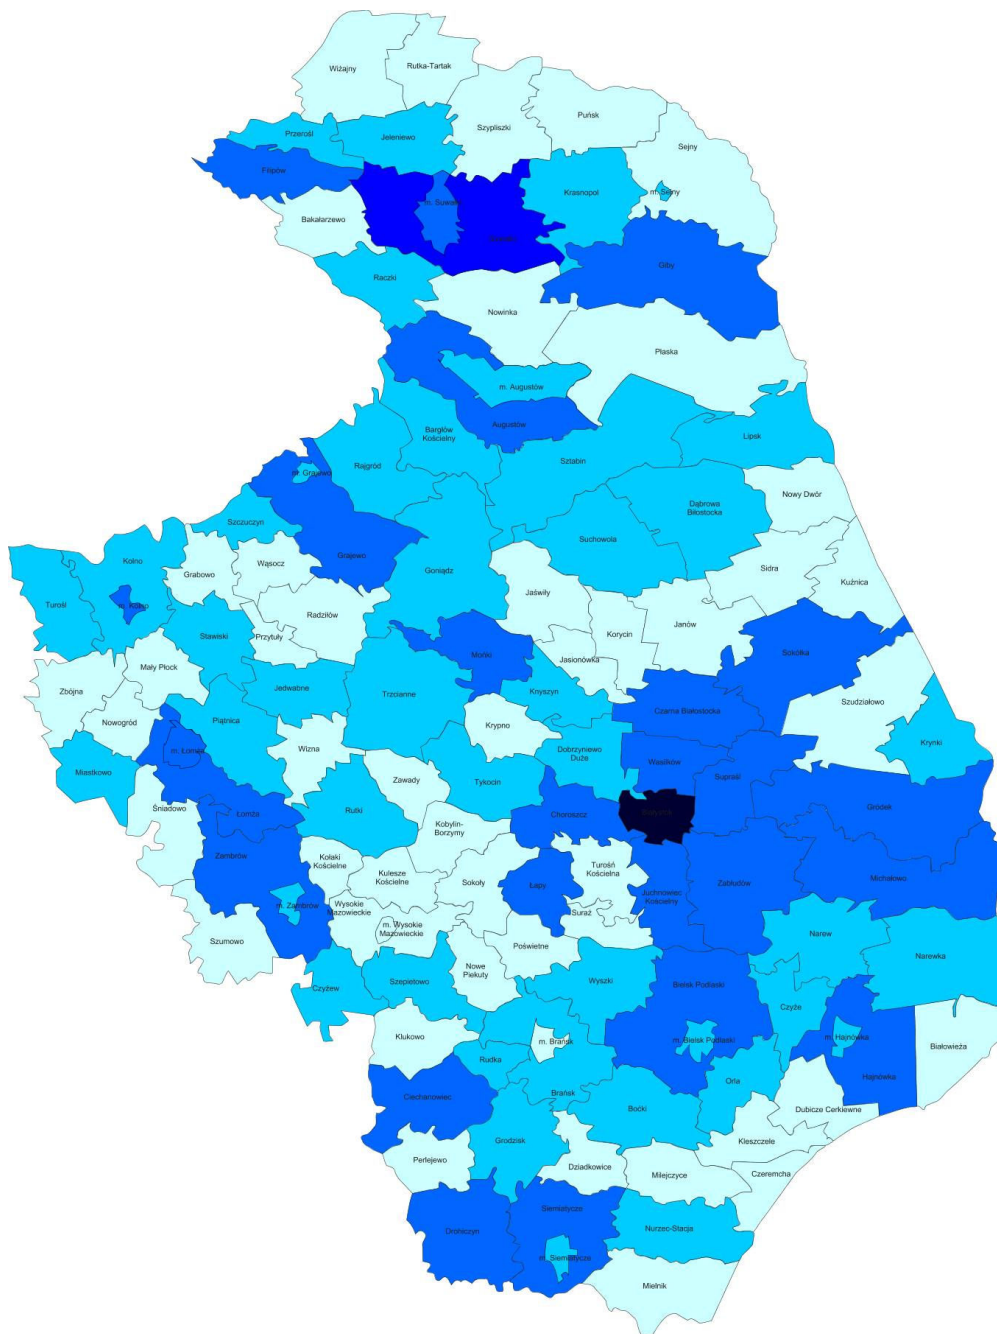 Wiżajny
Rutka-Tartak
Szypliszki
Puńsk
Sejny
Przerośl
Jeleniewo
Filipów
m. Sejny
Krasnopol
Bakałarzewo
Giby
Raczki
Nowinka
Płaska
m. Augustów
Augustów
Bargłów
Kościelny
Lipsk
Sztabin
Rajgród
m. Grajewo
Nowy Dwór
Dąbrowa
Biłostocka
Szczuczyn
Suchowola
Grajewo
Kolno
Wąsocz
Grabowo
Goniądz
Sidra
Kuźnica
Turośl
m. Kolno
Jaświły
Radziłów
Janów
Stawiski
Przytuły
Korycin
Sokółka
Mońki
Jasionówka
Mały Płock
Zbójna
Jedwabne
Trzcianne
Knyszyn
Szudziałowo
Czarna Białostocka
Nowogród
Piątnica
Krypno
Krynki
m. Łomża
Wizna
Dobrzyniewo
Duże
Wasilków
Miastkowo
Zawady
Tykocin
Supraśl
Śniadowo
Rutki
Gródek
Łomża
Choroszcz
Kobylin-
Borzymy
Zambrów
Kołaki
Kościelne
Turośń
Kościelna
Kulesze
Kościelne
Sokoły
Łapy
Juchnowiec
Kościelny
Zabłudów
Michałowo
m. Zambrów
Wysokie
Mazowieckie
Suraż
m. Wysokie
Mazowieckie
Narew
Szumowo
Poświętne
Narewka
Nowe
Piekuty
Czyżew
Szepietowo
Wyszki
Bielsk Podlaski
Czyże
Klukowo
m. Brańsk
m. Bielsk Podlaski
m. Hajnówka
Białowieża
Rudka
Hajnówka
Orla
Ciechanowiec
Brańsk
Boćki
Dubicze Cerkiewne
Grodzisk
Kleszczele
Perlejewo
Dziadkowice
Milejczyce
Czeremcha
Siemiatycze
Drohiczyn
Nurzec-Stacja
m. Siemiatycze
Mielnik